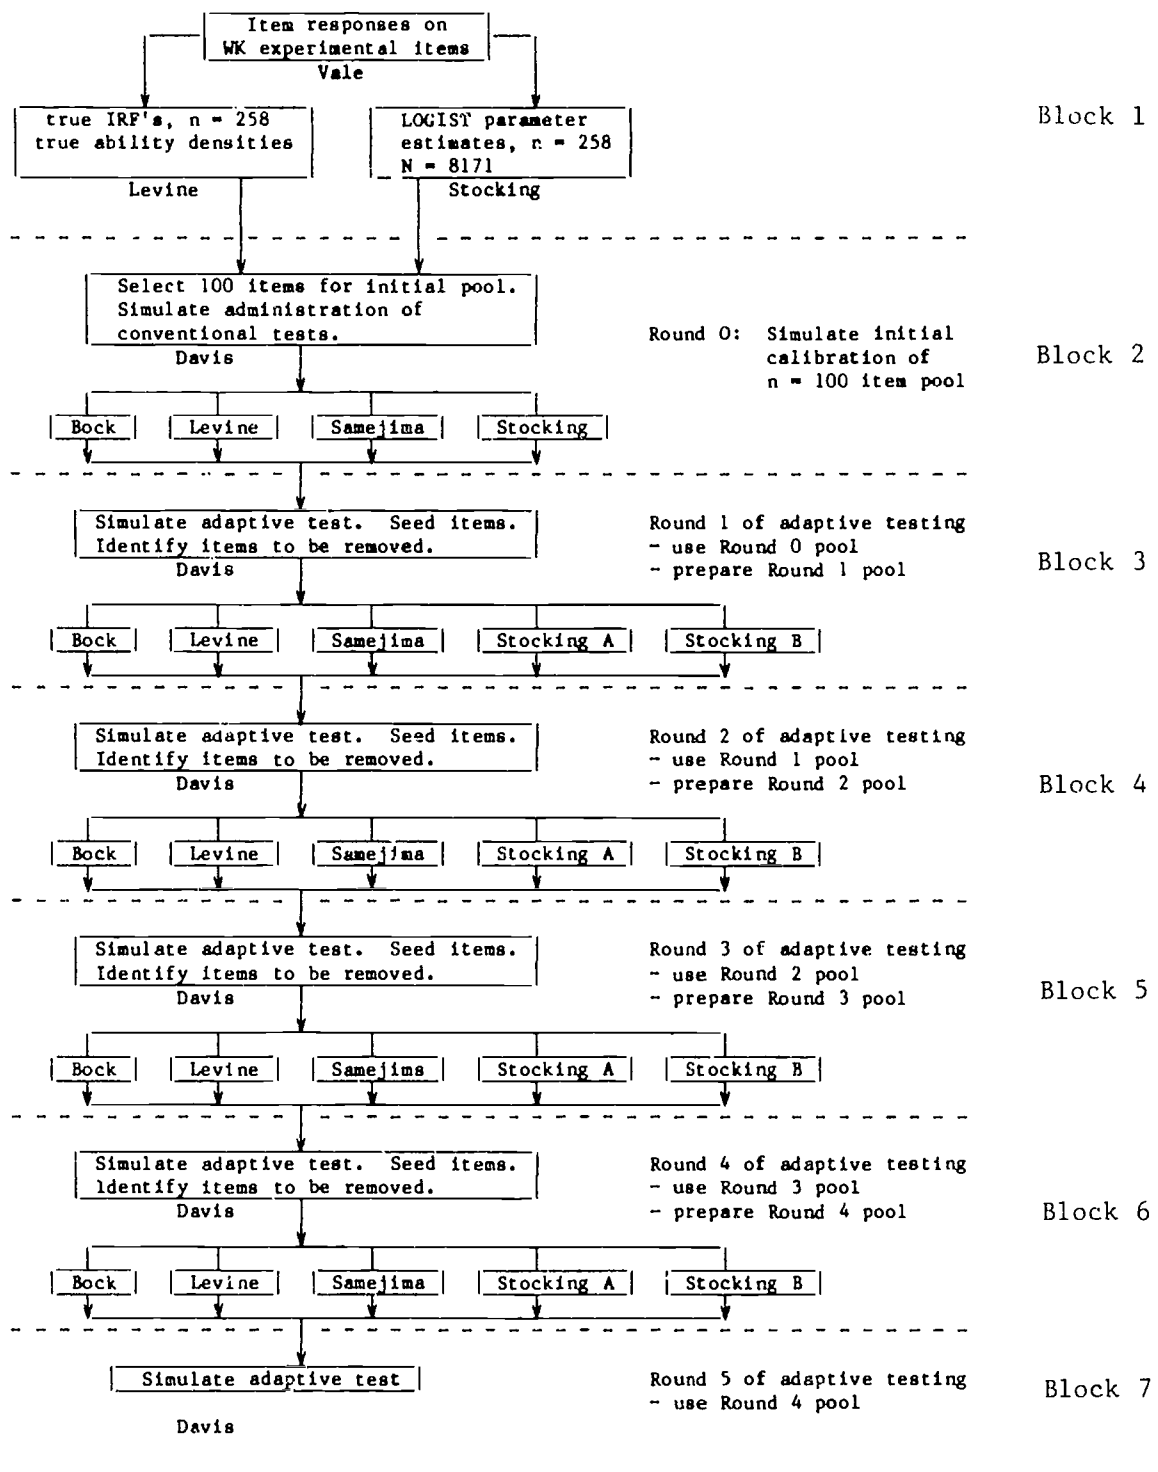 Item responses on
WK experimental items
Vale
true IRF's, n = 258
true ability densities
Levine
LOGIST parameter
estimates, n = 258
N = 8171
Stocking
Block 1
Select 100 items for initial pool.
Simulate administration of
conventional tests.
Davis
Round 0: Simulate initial
calibration of
n = 100 item pool
Block 2
Bock Levine Samejima Stocking
Simulate adaptive test. Seed items.
Identify items to be removed.
Davis
Round 1 of adaptive testing
- use Round 0 pool
- prepare Round 1 pool
Block 3
Bock Levine Samejima Stocking A Stocking B
Simulate adaptive test. Seed items.
Identify items to be removed.
Davis
Round 2 of adaptive testing
- use Round 1 pool
- prepare Round 2 pool
Block 4
Bock Levine Samejima Stocking A Stocking B
Simulate adaptive test. Seed items.
Identify items to be removed.
Davis
Round 3 of adaptive testing
- use Round 2 pool
- prepare Round 3 pool
Block 5
Bock Levine Samejima Stocking A Stocking B
Simulate adaptive test. Seed items.
Identify items to be removed.
Davis
Round 4 of adaptive testing
- use Round 3 pool
- prepare Round 4 pool
Block 6
Bock Levine Samejima Stocking A Stocking B
Simulate adaptive test
Davis
Round 5 of adaptive testing
- use Round 4 pool
Block 7